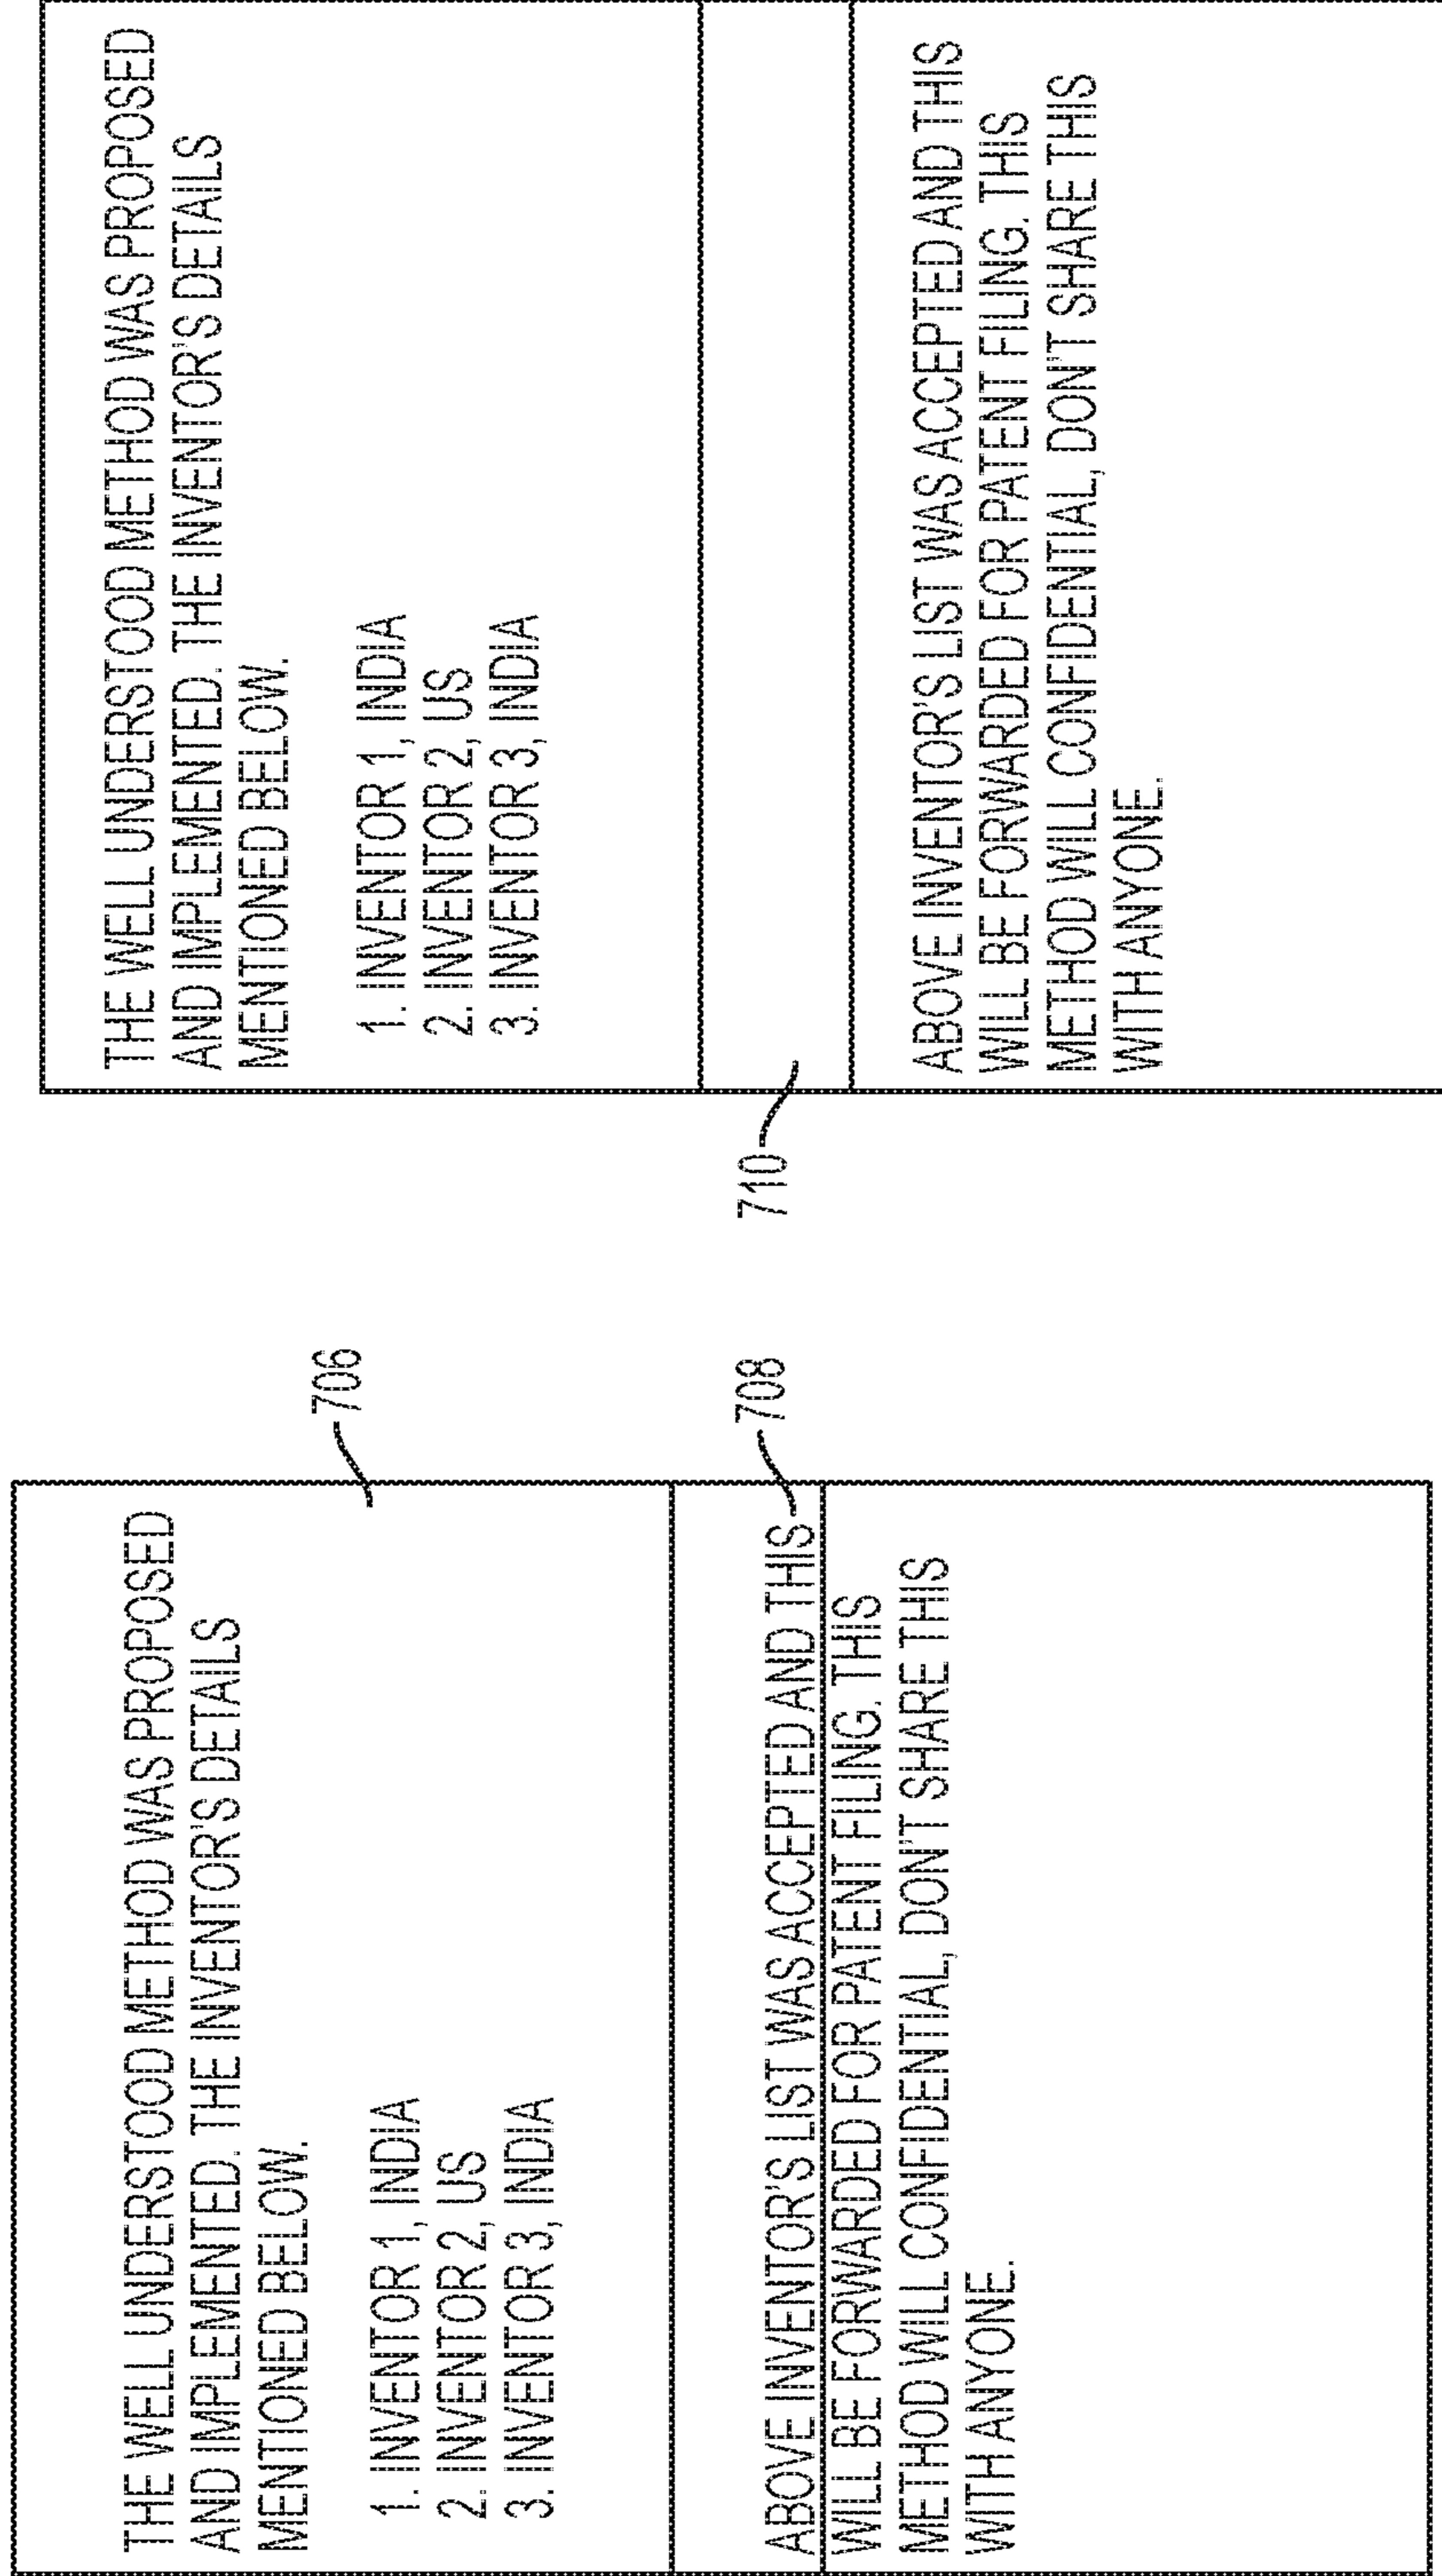 THE WELL UNDERSTOOD METHOD WAS PROPOSED
AND IMPLEMENTED. THE INVENTOR'S DETAILS
MENTIONED BELOW.
1. INVENTOR 1, INDIA
2. INVENTOR 2, US
3. INVENTOR 3, INDIA
706
ABOVE INVENTOR'S LIST WAS ACCEPTED AND THIS
708
WILL BE FORWARDED FOR PATENT FILING. THIS
METHOD WILL CONFIDENTIAL, DON'T SHARE THIS
WITH ANYONE.
THE WELL UNDERSTOOD METHOD WAS PROPOSED
AND IMPLEMENTED. THE INVENTOR'S DETAILS
MENTIONED BELOW.
1. INVENTOR 1, INDIA
2. INVENTOR 2, US
3. INVENTOR 3, INDIA
710
ABOVE INVENTOR'S LIST WAS ACCEPTED AND THIS
WILL BE FORWARDED FOR PATENT FILING. THIS
METHOD WILL CONFIDENTIAL, DON'T SHARE THIS
WITH ANYONE.